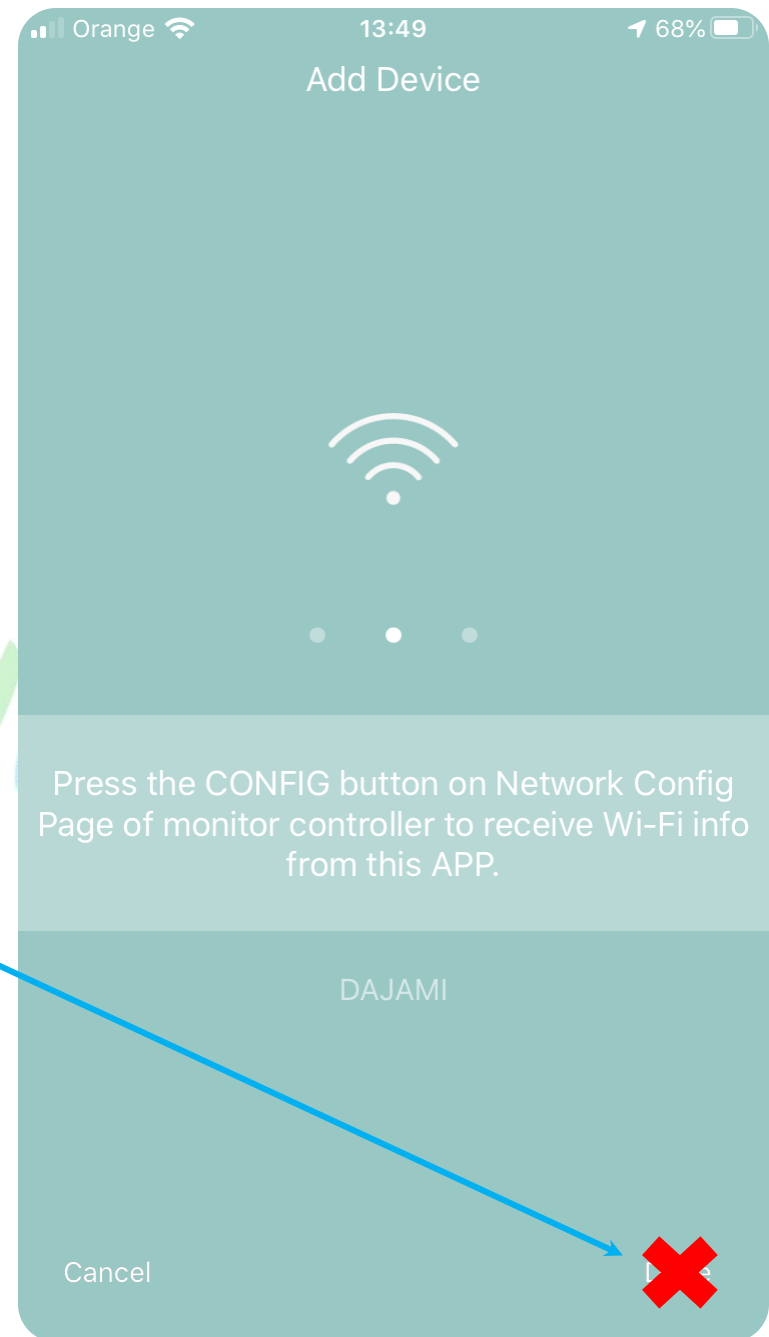 Orange 13:49 68%
Add Device
Press the CONFIG button on Network Config
Page of monitor controller to receive Wi-Fi info
from this APP.
DAJAMI
Cancel